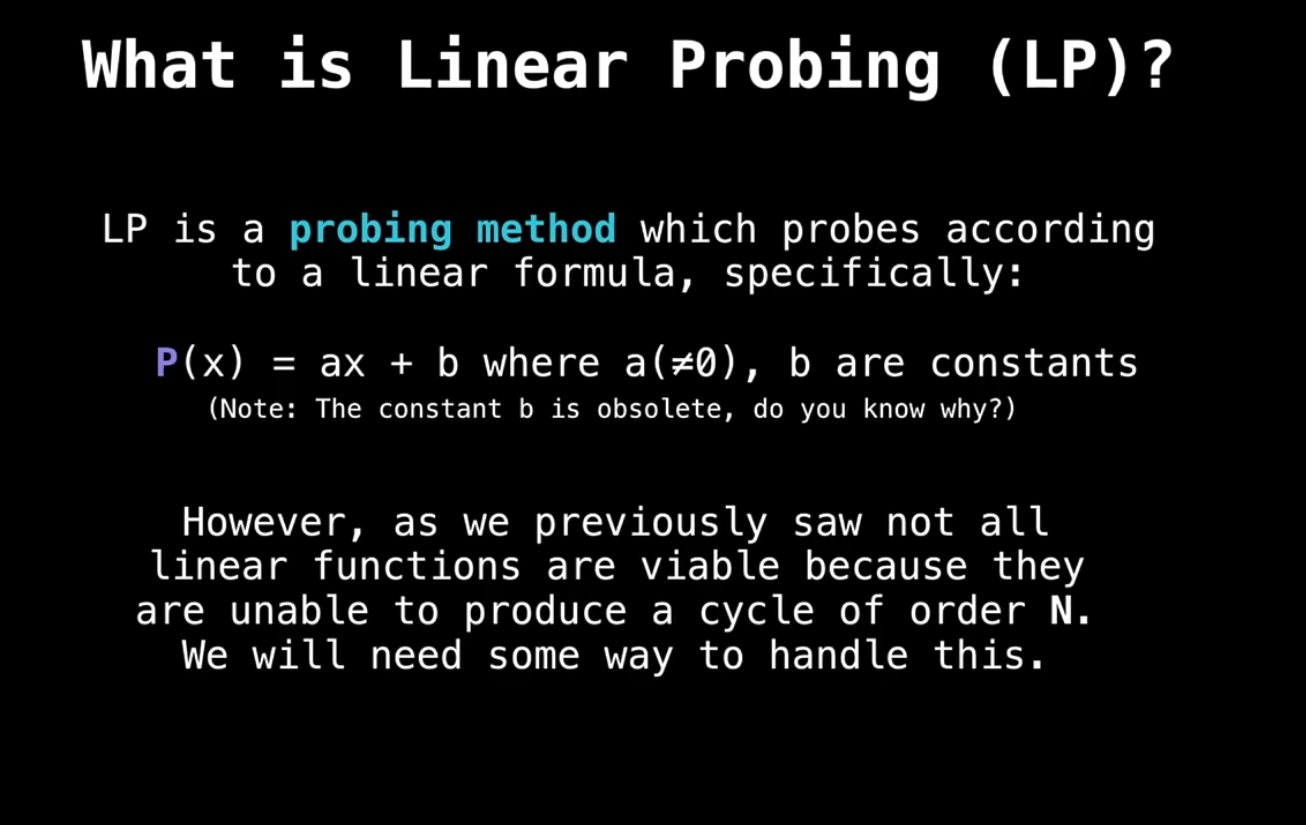 What is Linear Probing (LP)?
LP is a probing method which probes according
to a linear formula, specifically:
P(x) = ax + b where a(≠0), b are constants
(Note: The constant b is obsolete, do you know why?)
However, as we previously saw not all
linear functions are viable because they
are unable to produce a cycle of order N.
We will need some way to handle this.